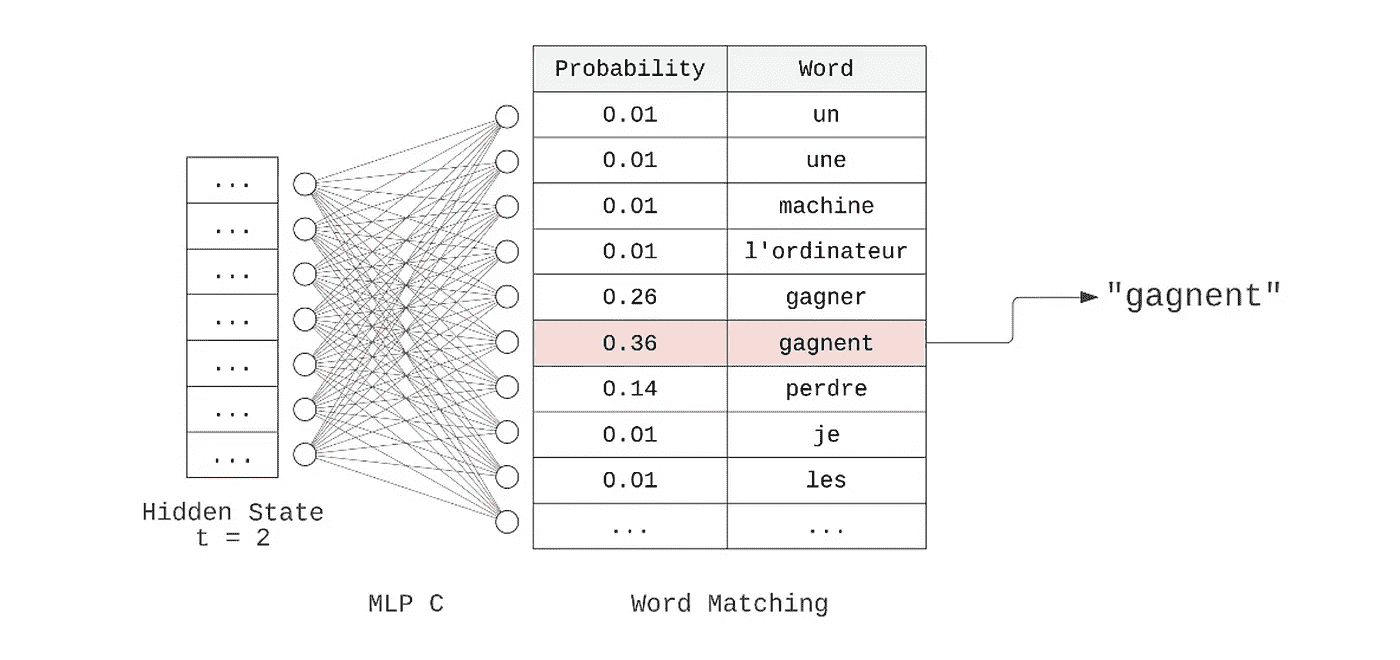 Probability Word
0.01 un
0.01 une
0.01 machine
0.01 l'ordinateur
0.26 gagner
0.36 gagnent
0.14 perdre
0.01 je
0.01 les
... ...
...
...
...
...
...
...
...
Hidden State
t = 2
MLP C
Word Matching
"gagnent"